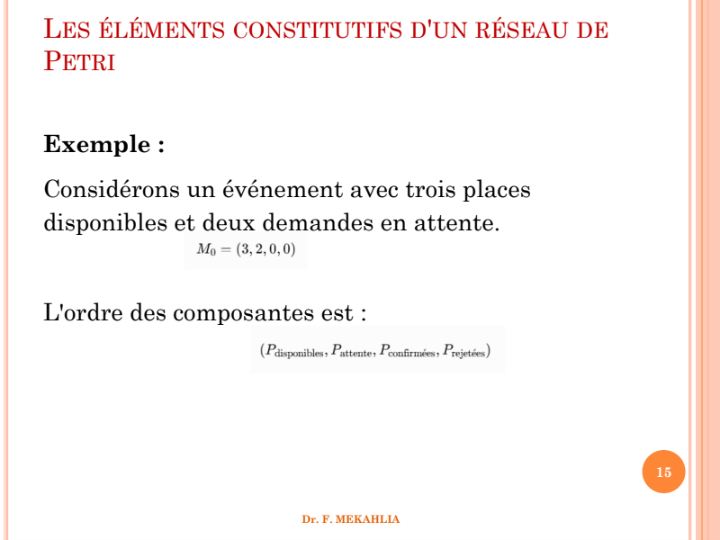 LES ÉLÉMENTS CONSTITUTIFS D'UN RÉSEAU DE
PETRI
Exemple :
Considérons un événement avec trois places
disponibles et deux demandes en attente.
M₀ = (3, 2, 0, 0)
L'ordre des composantes est :
(P_disponibles, P_attente, P_confirmées, P_rejetées)
15
Dr. F. MEKAHLIA